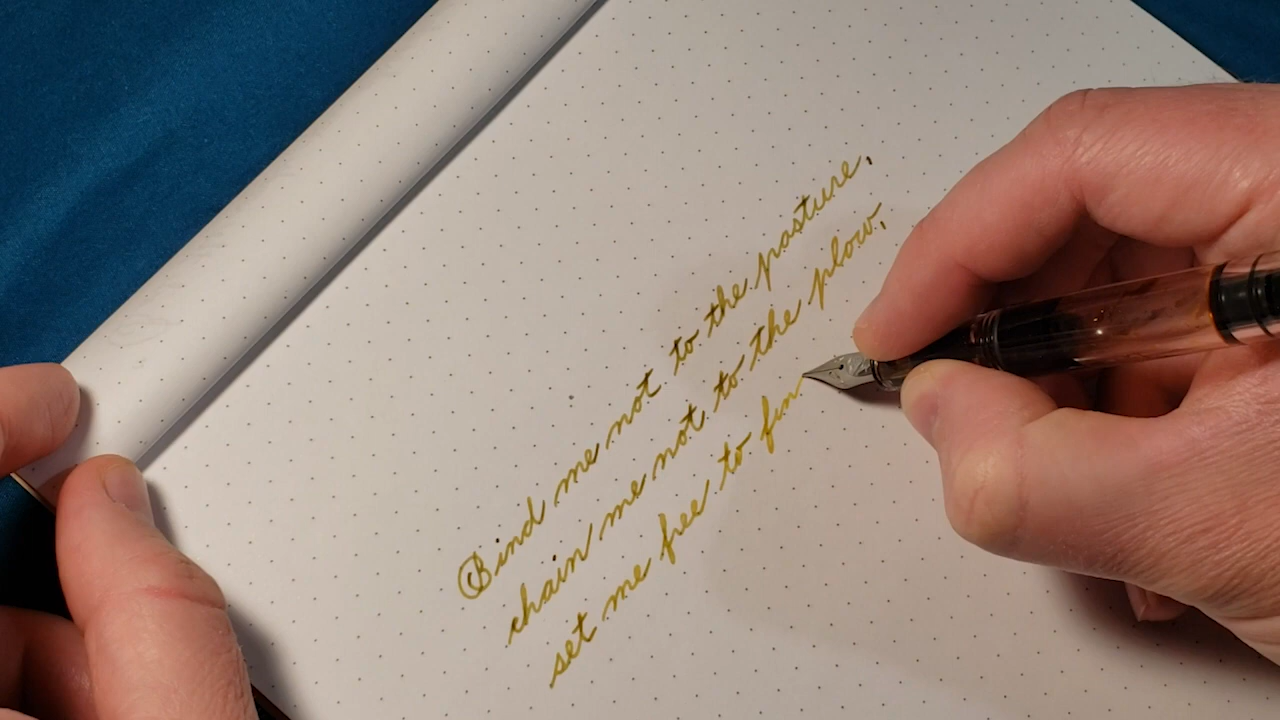 Bind me not to the pasture,
chain me not to the plow,
set me free to fin